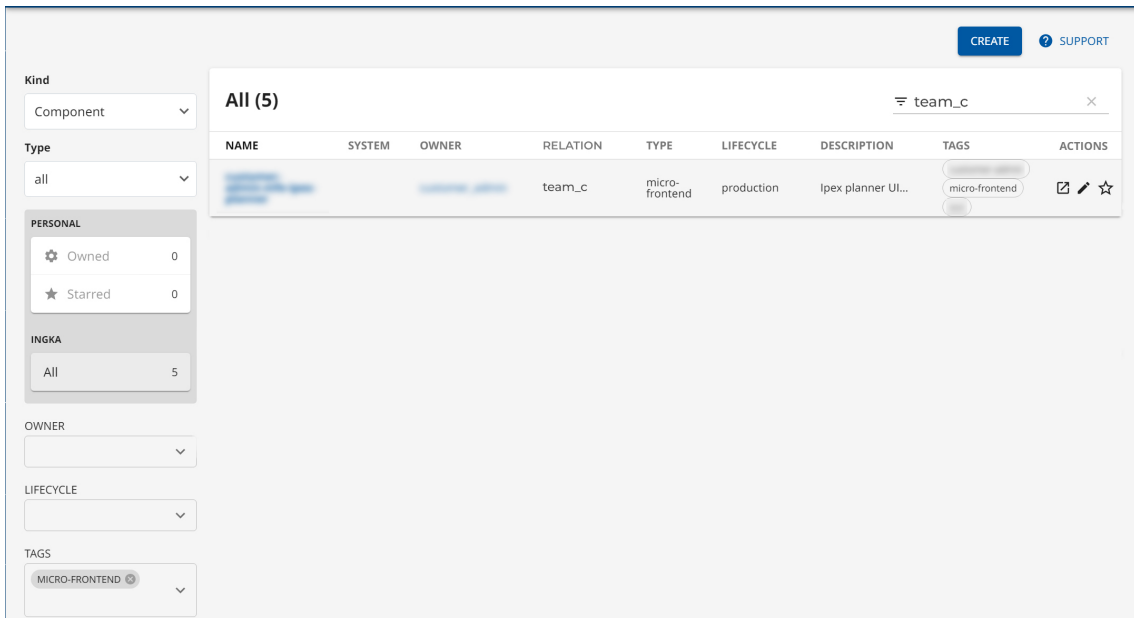 CREATE
SUPPORT
Kind
Component
Type
all
PERSONAL
Owned 0
Starred 0
INGKA
All 5
OWNER
LIFECYCLE
TAGS
MICRO-FRONTEND
All (5)
team_c
NAME SYSTEM OWNER RELATION TYPE LIFECYCLE DESCRIPTION TAGS ACTIONS
team_c micro-frontend production Ipex planner UI... micro-frontend